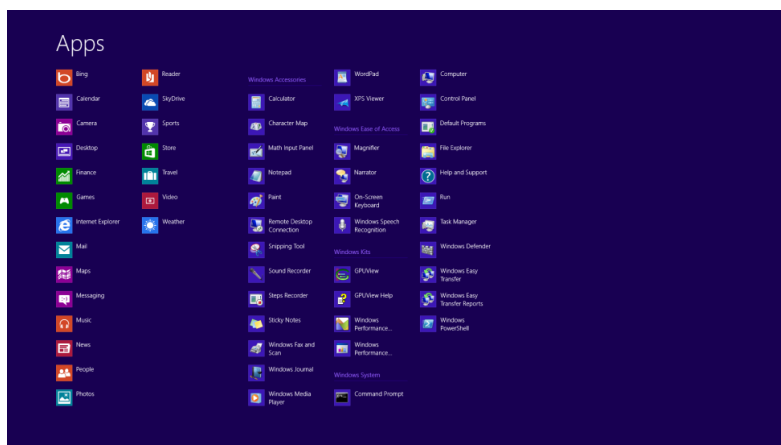 Apps
Bing
Calendar
Camera
Desktop
Finance
Games
Internet Explorer
Mail
Maps
Messaging
Music
News
People
Photos
Reader
SkyDrive
Sports
Store
Travel
Video
Weather
Windows Accessories
Calculator
Character Map
Math Input Panel
Notepad
Paint
Remote Desktop
Connection
Snipping Tool
Sound Recorder
Steps Recorder
Sticky Notes
Windows Fax and
Scan
Windows Journal
Windows Media
Player
WordPad
XPS Viewer
Windows Ease of Access
Magnifier
Narrator
On-Screen
Keyboard
Windows Speech
Recognition
Windows Kits
GPUView
GPUView Help
Windows
Performance...
Windows
Performance...
Windows System
Command Prompt
Computer
Control Panel
Default Programs
File Explorer
Help and Support
Run
Task Manager
Windows Defender
Windows Easy
Transfer
Windows Easy
Transfer Reports
Windows
PowerShell